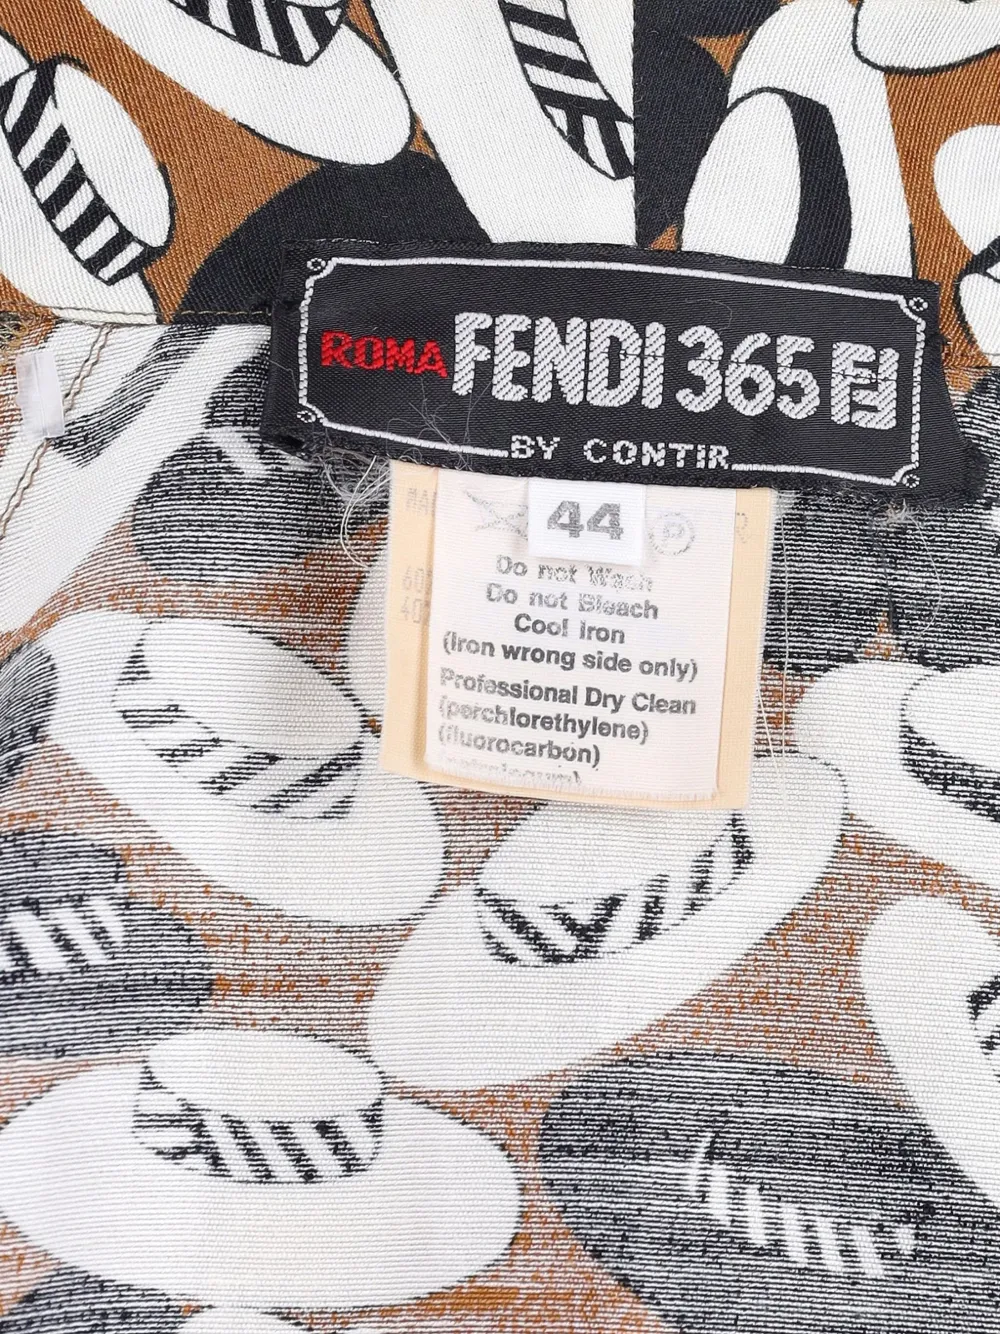 ROMA FENDI 365
BY CONTIR
44
P
Do not Wash
Do not Bleach
Cool iron
(Iron wrong side only)
Professional Dry Clean
(perchlorethylene)
(fluorocarbon)